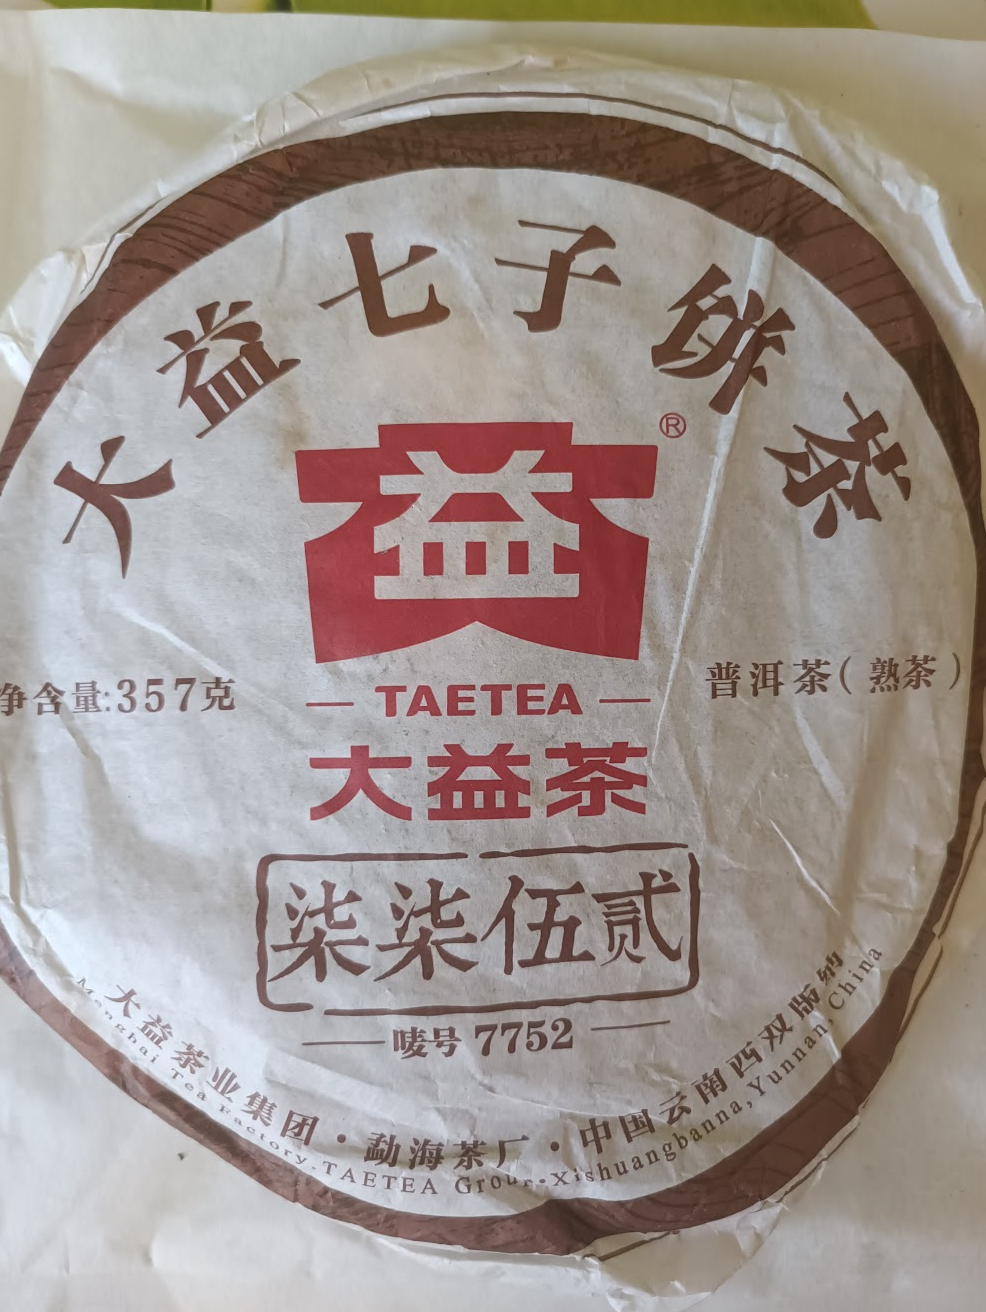 大益七子饼茶
益®
净含量:357克
TAETEA
普洱茶(熟茶)
大益茶
柒柒伍贰
唛号 7752
大益茶业集团·勐海茶厂·中国云南西双版纳
Menghai Tea Factory.TAETEA Group.Xishuangbanna,Yunnan,China